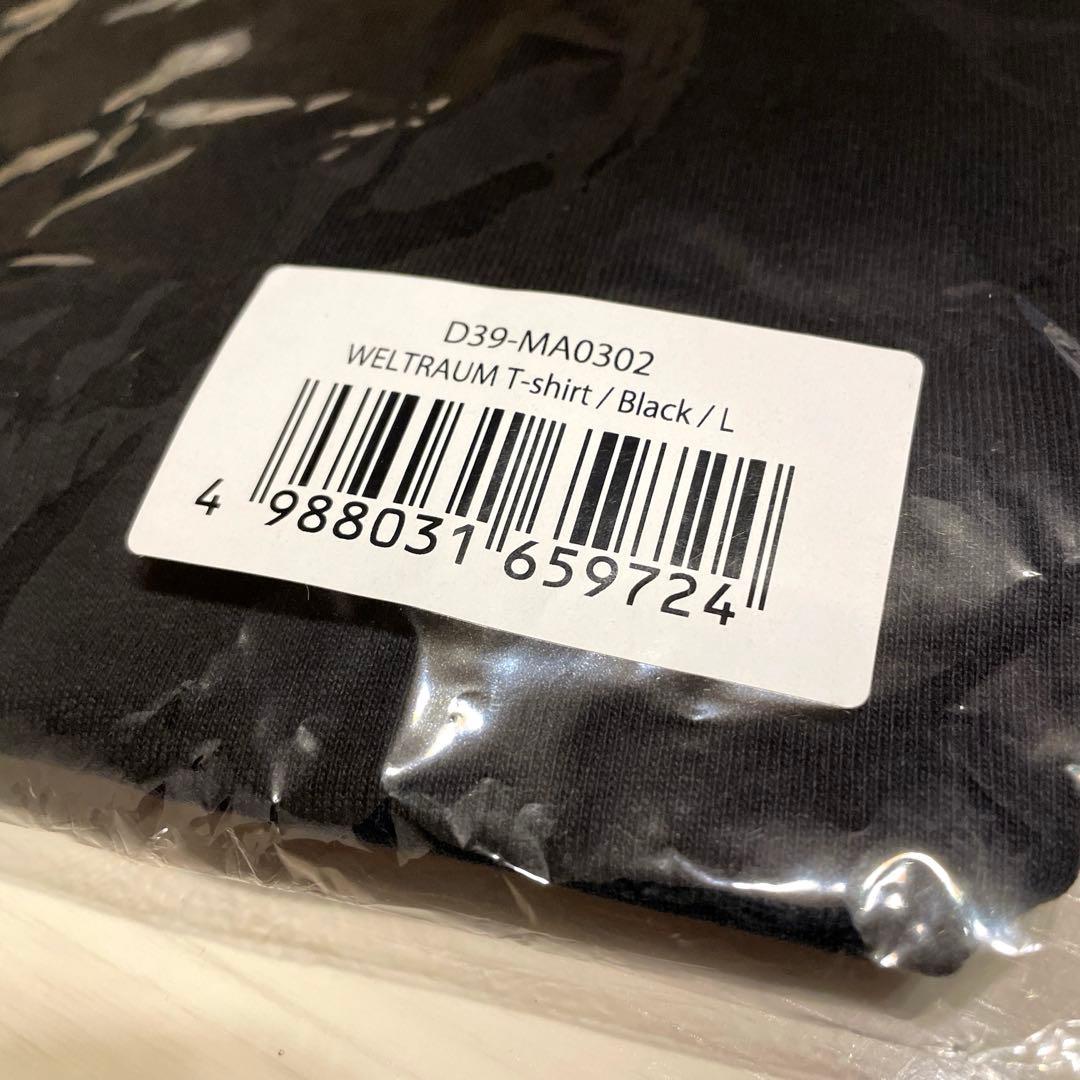 D39-MA0302
WELTRAUM T-shirt / Black / L
4 988031 659724